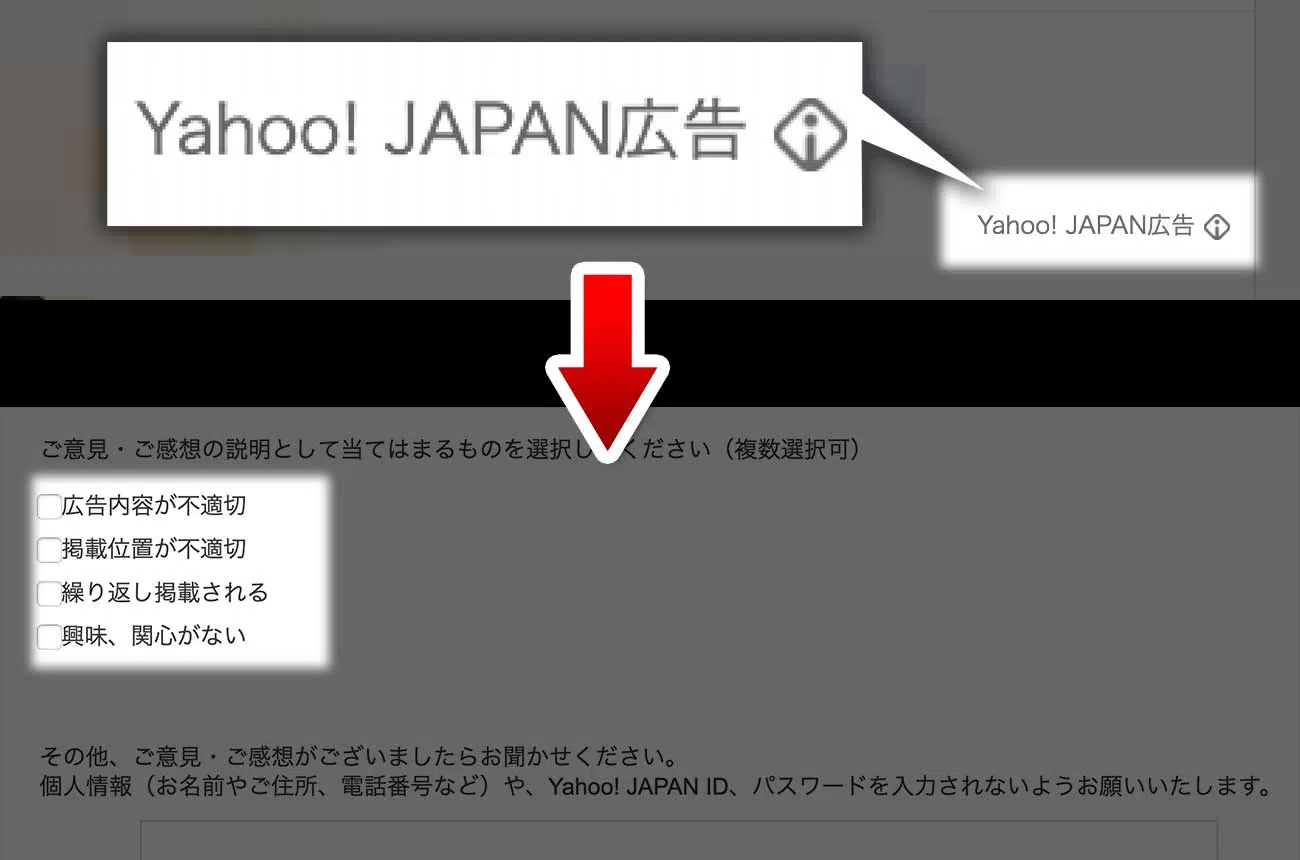 Yahoo! JAPAN広告
Yahoo! JAPAN広告
ご意見・ご感想の説明として当てはまるものを選択し ください（複数選択可）
広告内容が不適切
掲載位置が不適切
繰り返し掲載される
興味、関心がない
その他、ご意見・ご感想がございましたらお聞かせください。
個人情報（お名前やご住所、電話番号など）や、Yahoo! JAPAN ID、パスワードを入力されないようお願いいたします。